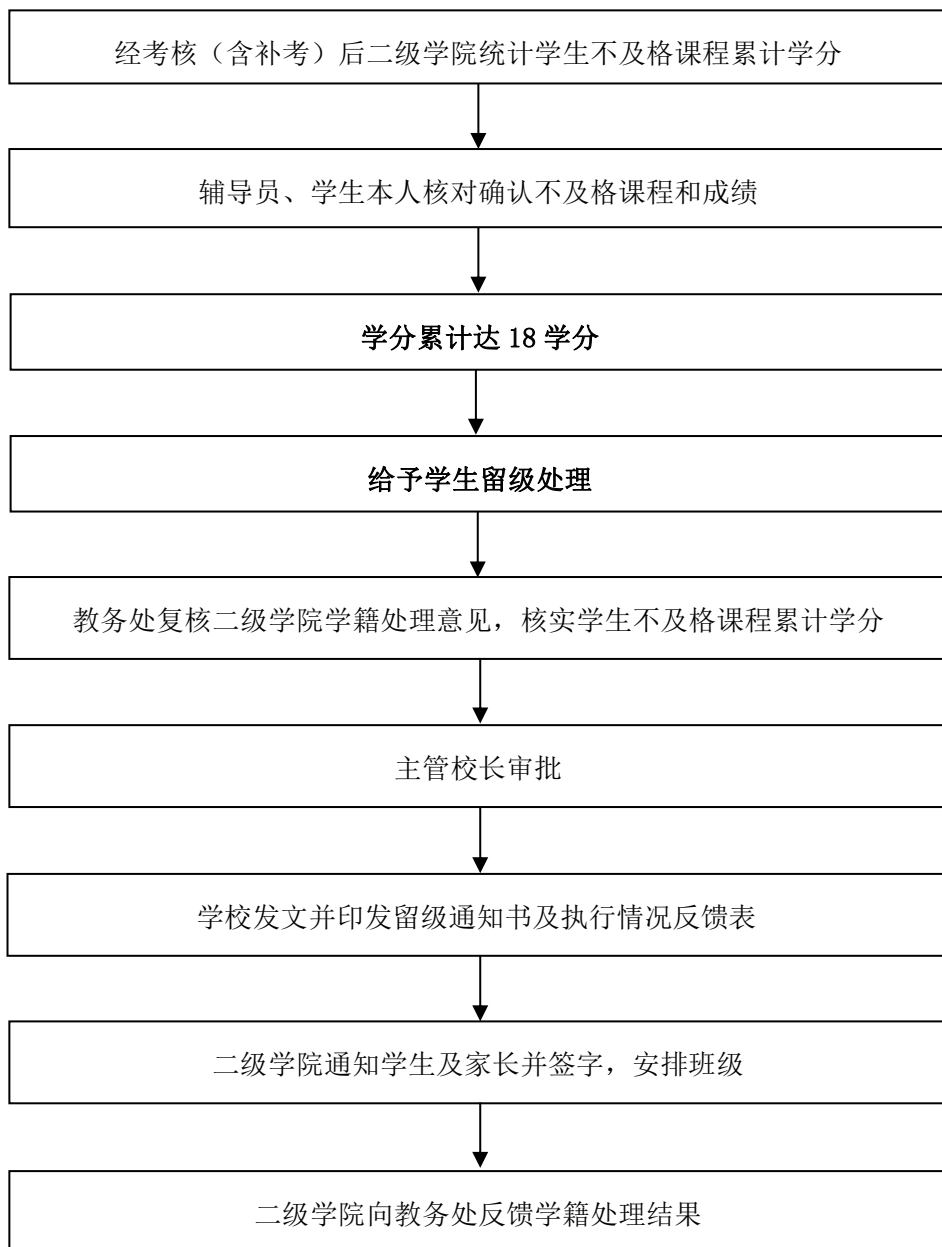 经考核（含补考）后二级学院统计学生不及格课程累计学分
辅导员、学生本人核对确认不及格课程和成绩
学分累计达 18 学分
给予学生留级处理
教务处复核二级学院学籍处理意见，核实学生不及格课程累计学分
主管校长审批
学校发文并印发留级通知书及执行情况反馈表
二级学院通知学生及家长并签字，安排班级
二级学院向教务处反馈学籍处理结果